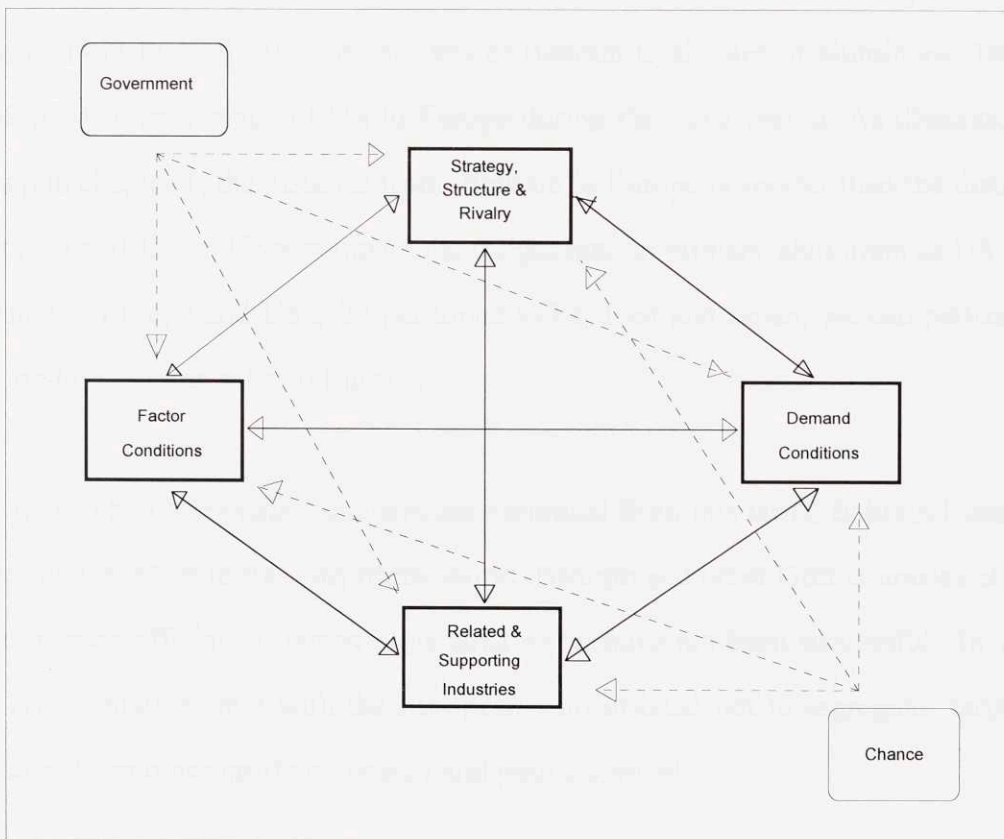 Government
Strategy,
Structure &
Rivalry
Factor
Conditions
Demand
Conditions
Related &
Supporting
Industries
Chance